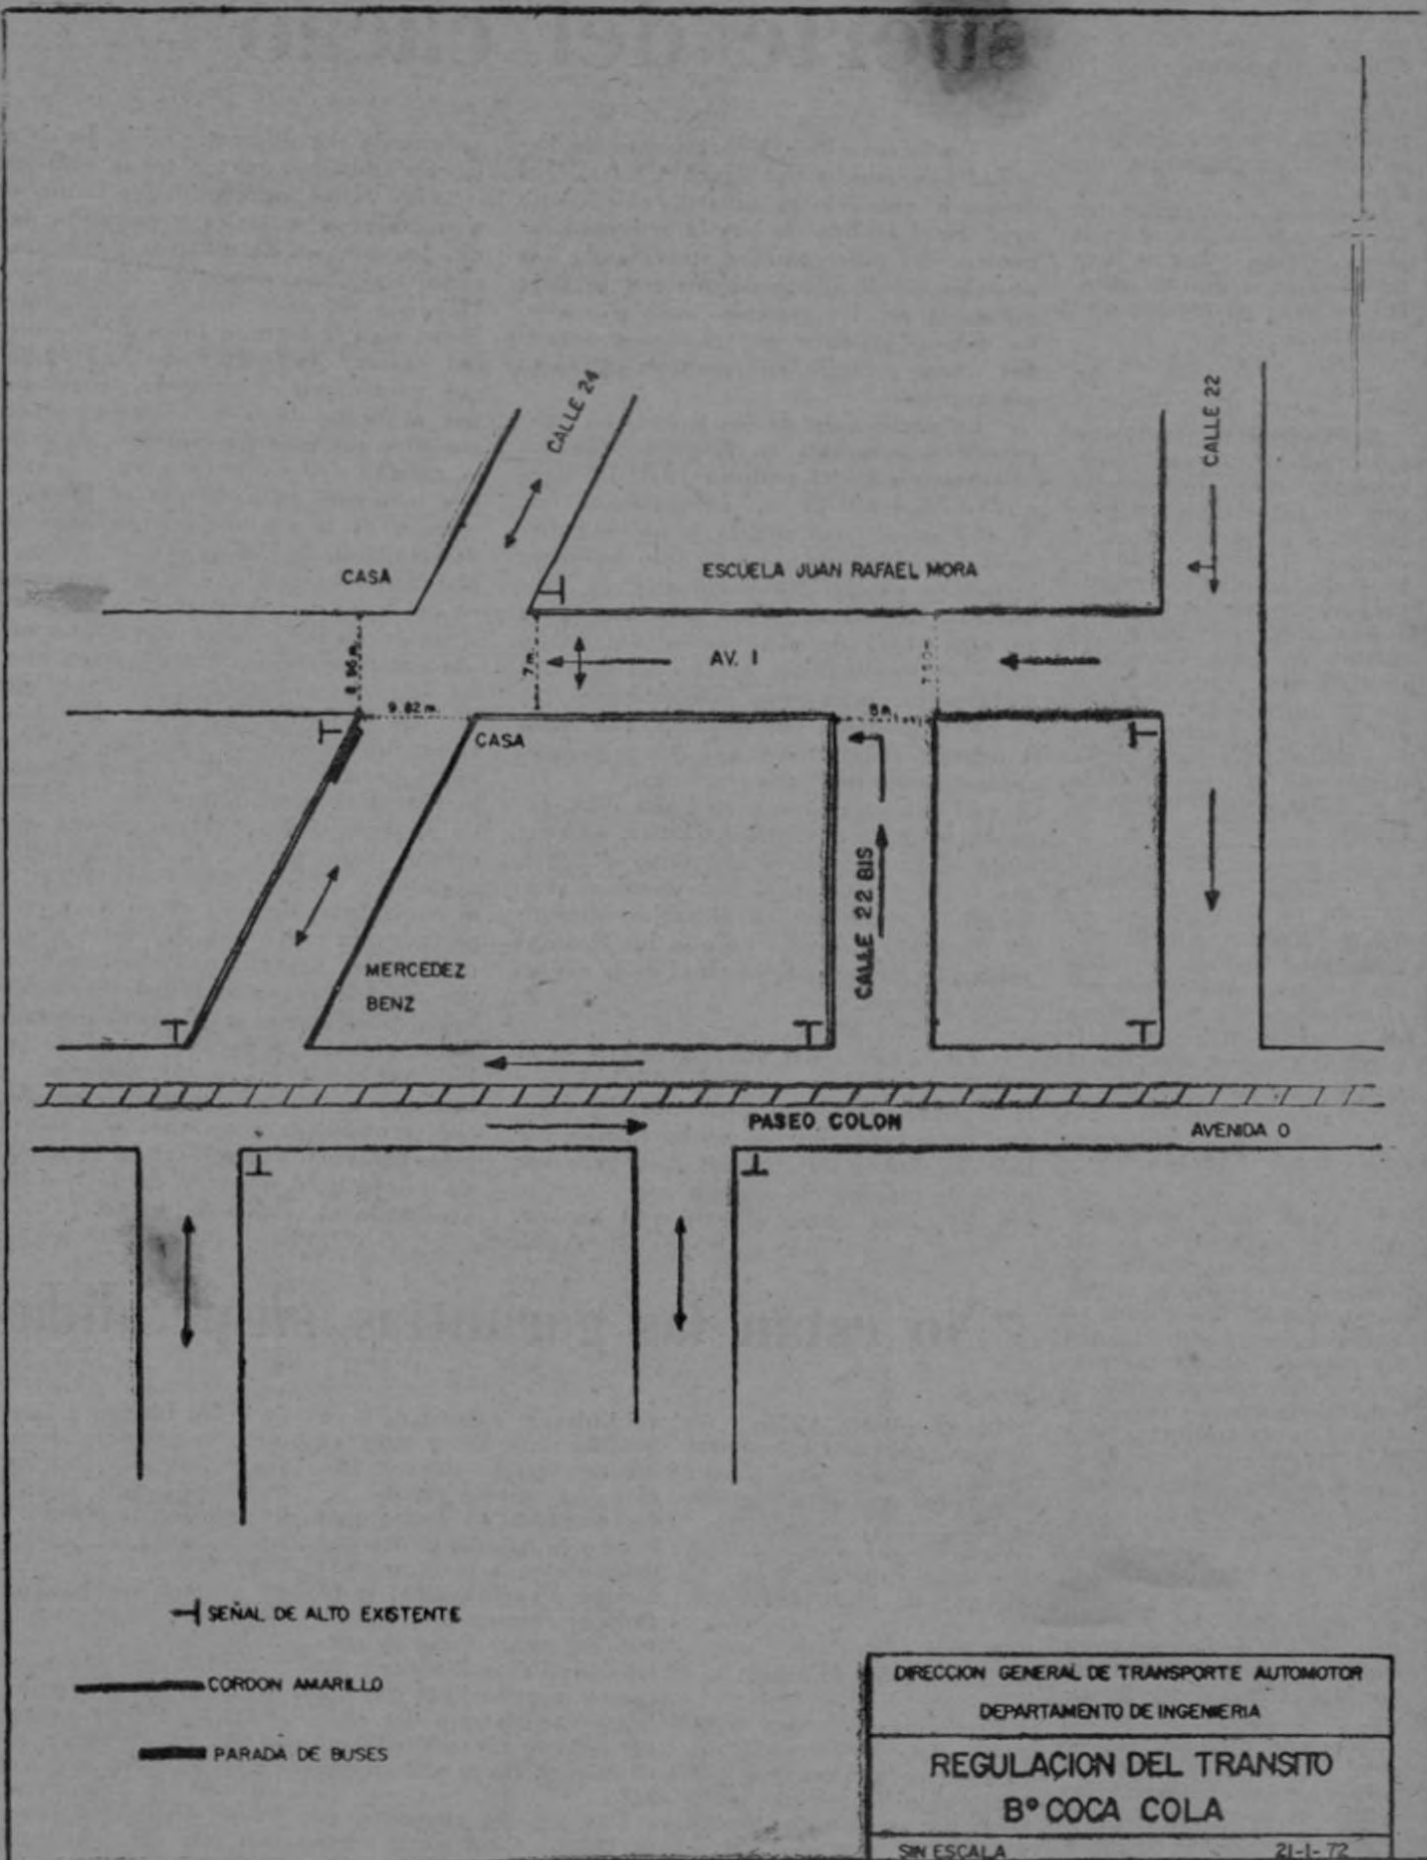 CALLE 24
CALLE 22
CASA
ESCUELA JUAN RAFAEL MORA
8.96 m.
7 m.
AV. 1
9.82 m.
8 m.
CASA
CALLE 22 BIS
MERCEDEZ
BENZ
PASEO COLON
AVENIDA 0
SEÑAL DE ALTO EXISTENTE
CORDON AMARILLO
PARADA DE BUSES
DIRECCION GENERAL DE TRANSPORTE AUTOMOTOR
DEPARTAMENTO DE INGENIERIA
REGULACION DEL TRANSITO
Bº COCA COLA
SIN ESCALA 21-1-72